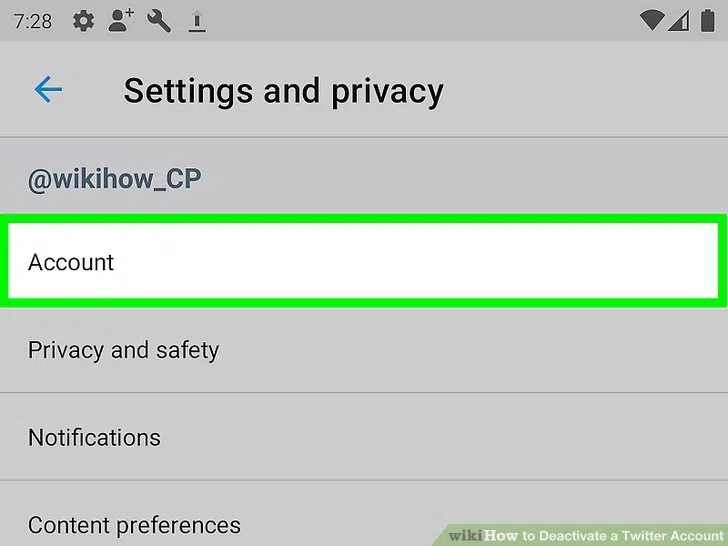 7:28
Settings and privacy
@wikihow_CP
Account
Privacy and safety
Notifications
Content preferences
wikiHow to Deactivate a Twitter Account